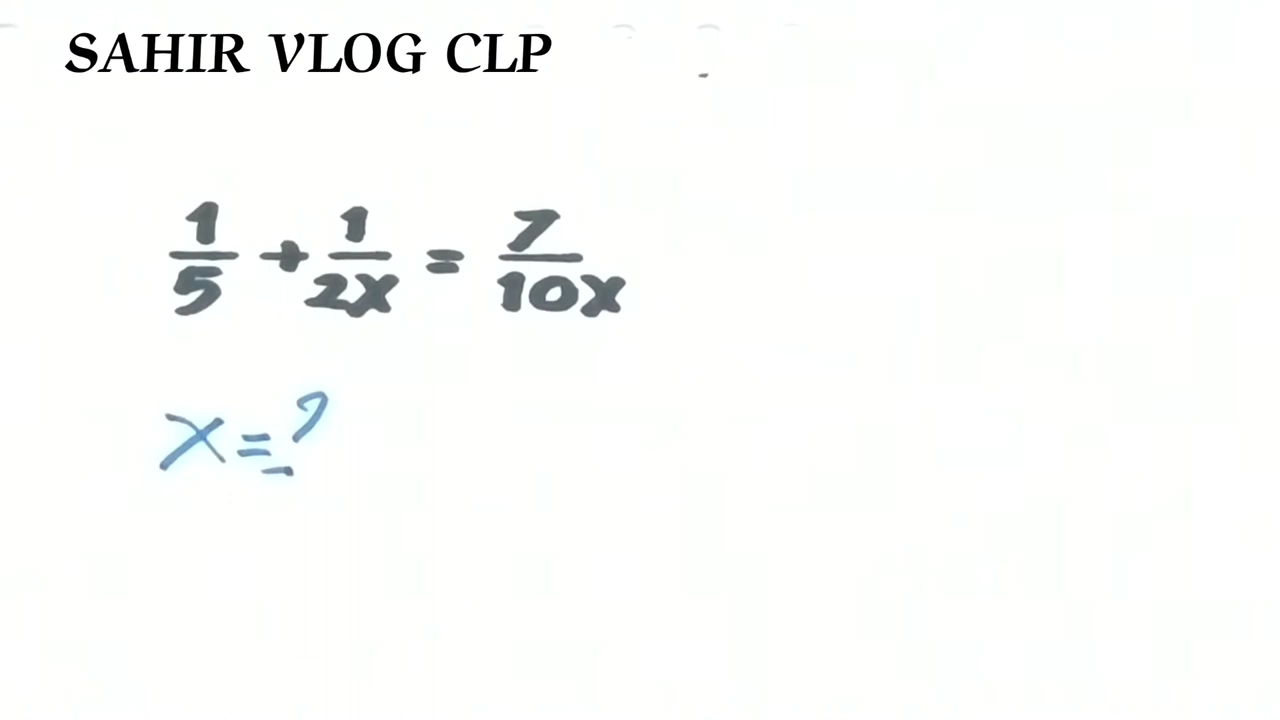 SAHIR VLOG CLP
1/5 + 1/2x = 7/10x
x = ?